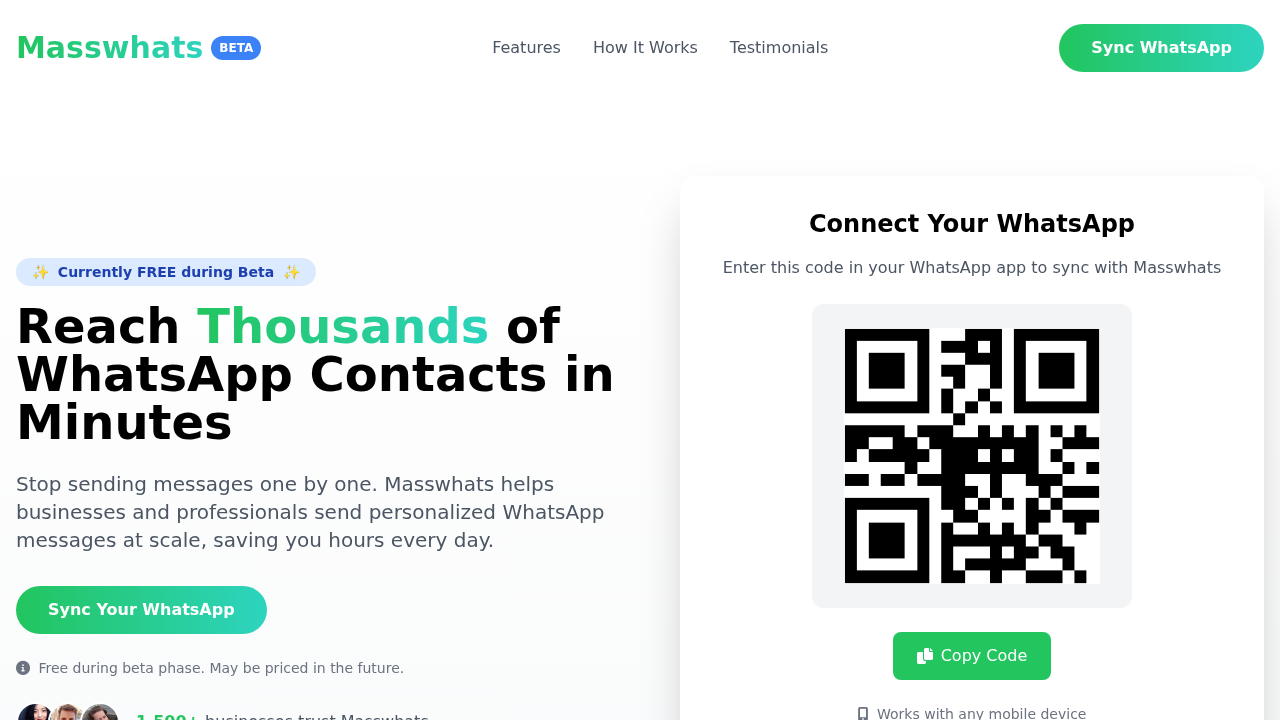 Masswhats BETA
Features How It Works Testimonials
Sync WhatsApp
✨ Currently FREE during Beta ✨
Reach Thousands of
WhatsApp Contacts in
Minutes
Stop sending messages one by one. Masswhats helps
businesses and professionals send personalized WhatsApp
messages at scale, saving you hours every day.
Sync Your WhatsApp
Free during beta phase. May be priced in the future.
1,500+ businesses trust Masswhats
Connect Your WhatsApp
Enter this code in your WhatsApp app to sync with Masswhats
Copy Code
Works with any mobile device